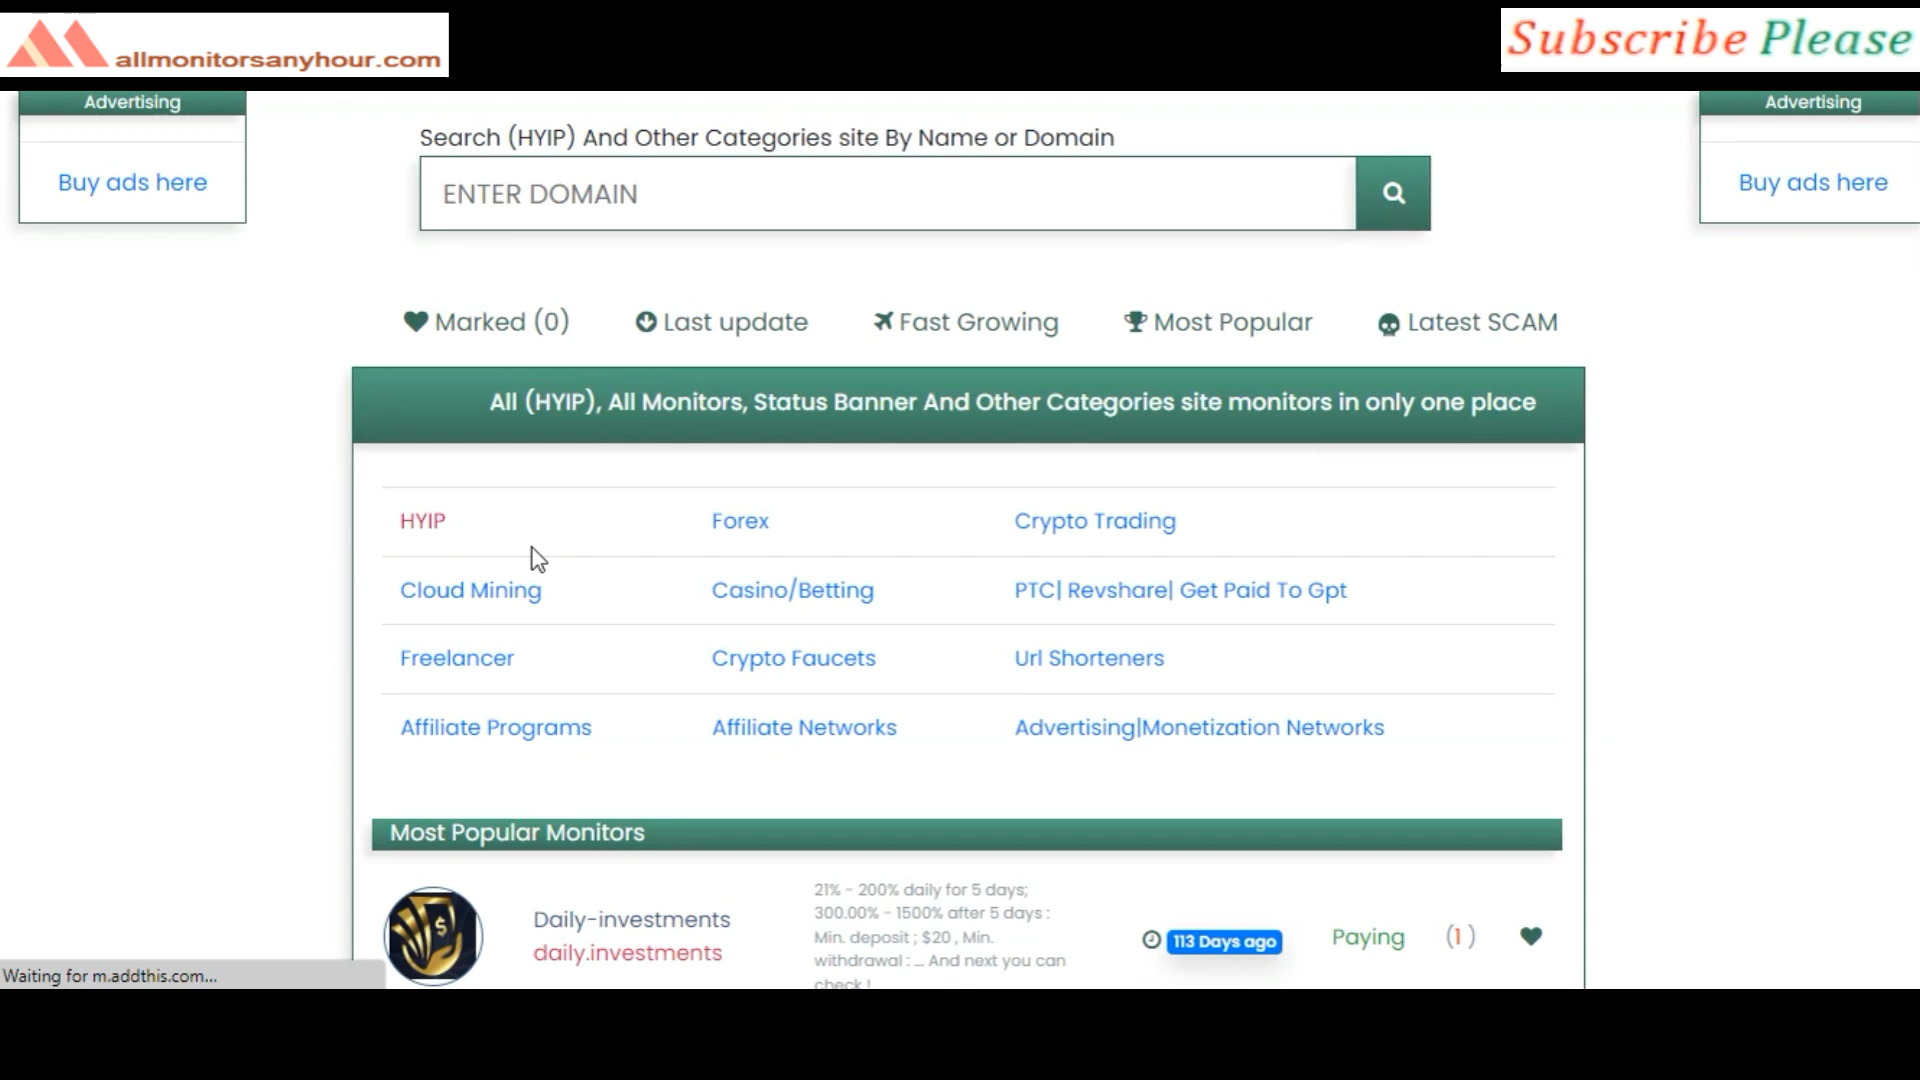 allmonitorsanyhour.com
Subscribe Please
Advertising
Advertising
Buy ads here
Buy ads here
Search (HYIP) And Other Categories site By Name or Domain
ENTER DOMAIN
Marked (0) Last update Fast Growing Most Popular Latest SCAM
All (HYIP), All Monitors, Status Banner And Other Categories site monitors in only one place
HYIP Forex Crypto Trading
Cloud Mining Casino/Betting PTC| Revshare| Get Paid To Gpt
Freelancer Crypto Faucets Url Shorteners
Affiliate Programs Affiliate Networks Advertising|Monetization Networks
Most Popular Monitors
Daily-investments
daily.investments
21% - 200% daily for 5 days;
300.00% - 1500% after 5 days :
Min. deposit ; $20 , Min.
withdrawal : ... And next you can
check !
113 Days ago
Paying (1 )
Waiting for m.addthis.com...